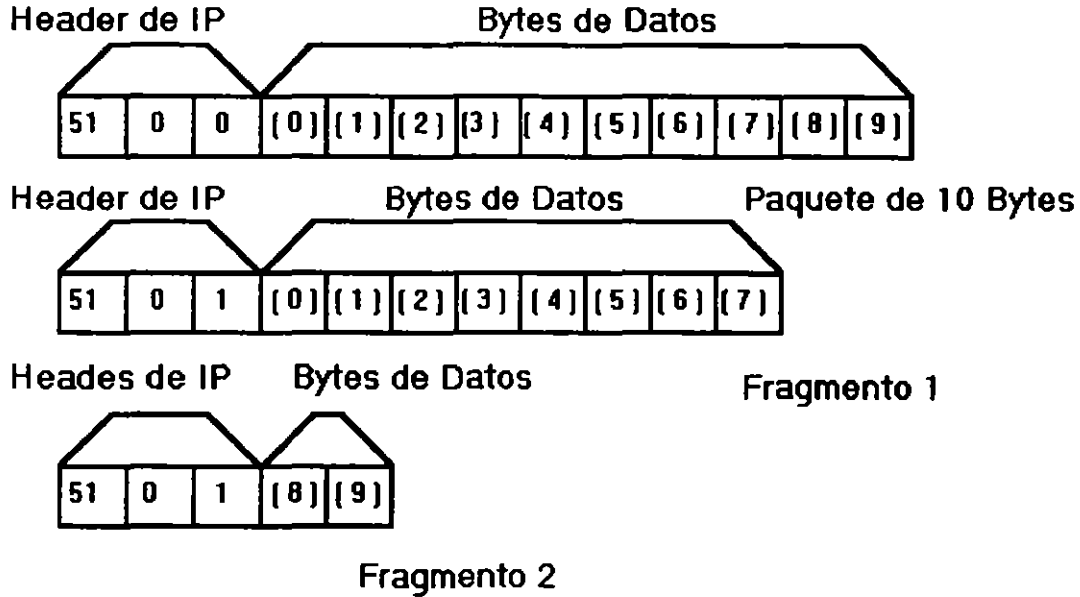 Header de IP Bytes de Datos
51 0 0 (0) (1) (2) (3) (4) (5) (6) (7) (8) (9)
Header de IP Bytes de Datos Paquete de 10 Bytes
51 0 1 (0) (1) (2) (3) (4) (5) (6) (7)
Heades de IP Bytes de Datos Fragmento 1
51 0 1 (8) (9)
Fragmento 2